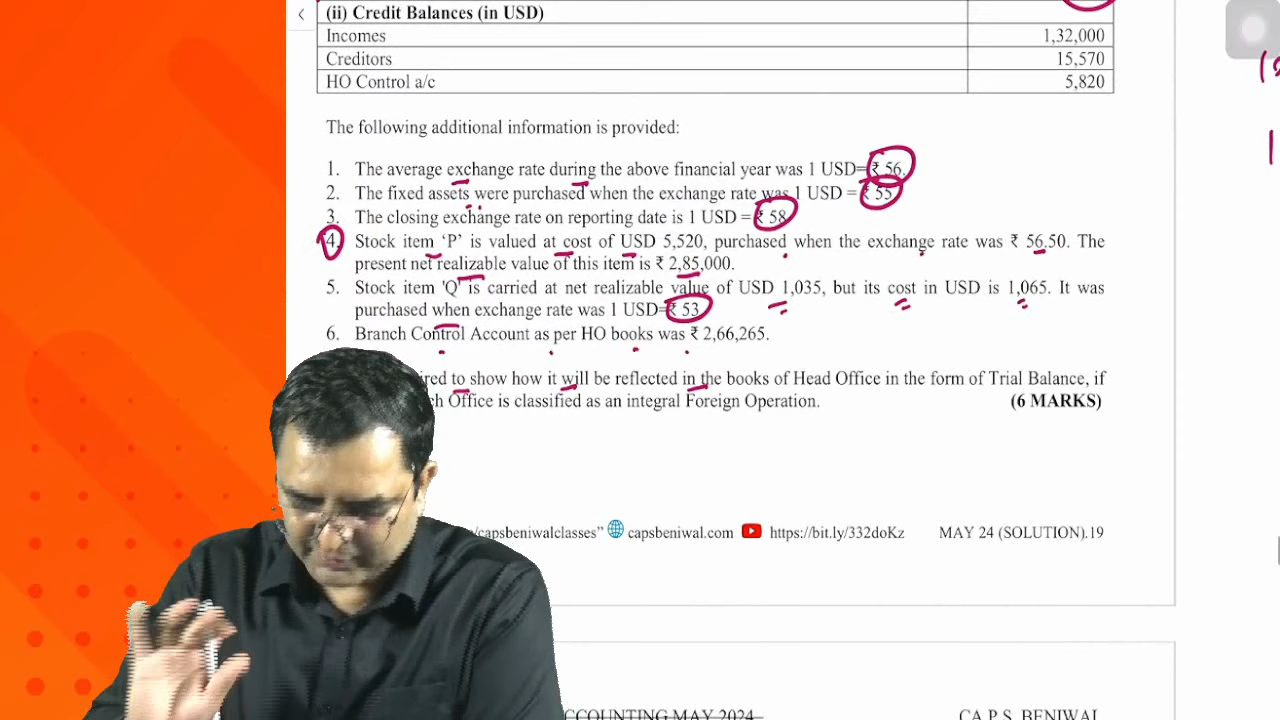 (ii) Credit Balances (in USD)
Incomes 1,32,000
Creditors 15,570
HO Control a/c 5,820
The following additional information is provided:
1. The average exchange rate during the above financial year was 1 USD= ₹ 56.
2. The fixed assets were purchased when the exchange rate was 1 USD = ₹ 55
3. The closing exchange rate on reporting date is 1 USD = ₹ 58
4. Stock item ‘P’ is valued at cost of USD 5,520, purchased when the exchange rate was ₹ 56.50. The
present net realizable value of this item is ₹ 2,85,000.
5. Stock item 'Q' is carried at net realizable value of USD 1,035, but its cost in USD is 1,065. It was
purchased when exchange rate was 1 USD= ₹ 53
6. Branch Control Account as per HO books was ₹ 2,66,265.
to show how it will be reflected in the books of Head Office in the form of Trial Balance, if
Office is classified as an integral Foreign Operation. (6 MARKS)
/capsbeniwalclasses” capsbeniwal.com https://bit.ly/332doKz MAY 24 (SOLUTION).19
ACCOUNTING MAY 2024 CA P.S. BENIWAL